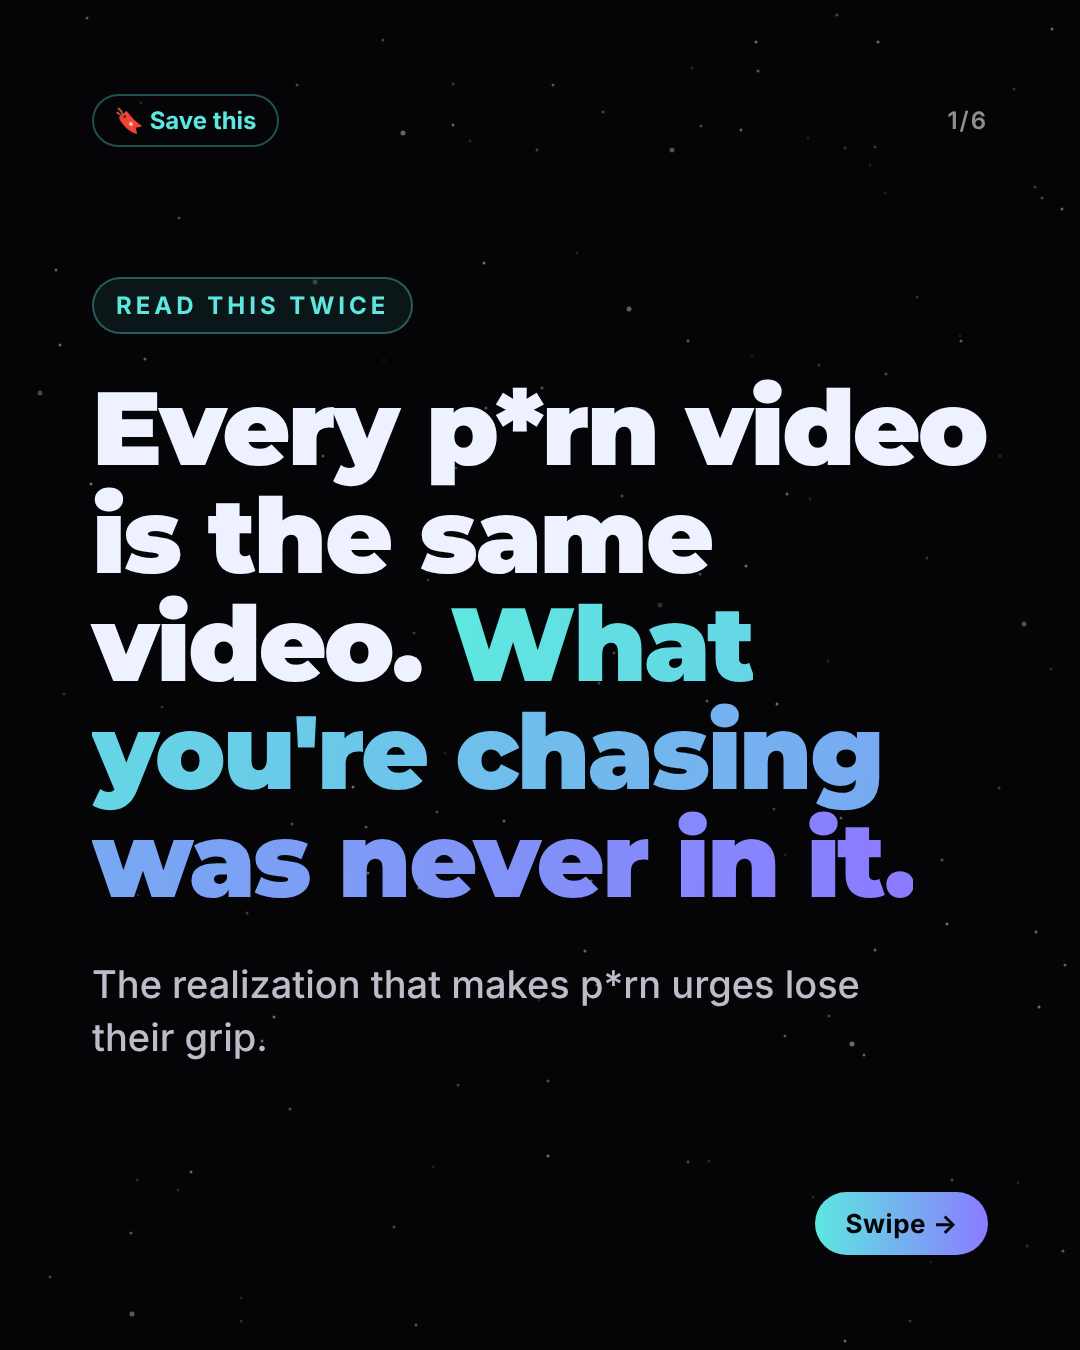 🔖 Save this
1/6
READ THIS TWICE
Every p*rn video
is the same
video. What
you're chasing
was never in it.
The realization that makes p*rn urges lose
their grip.
Swipe →